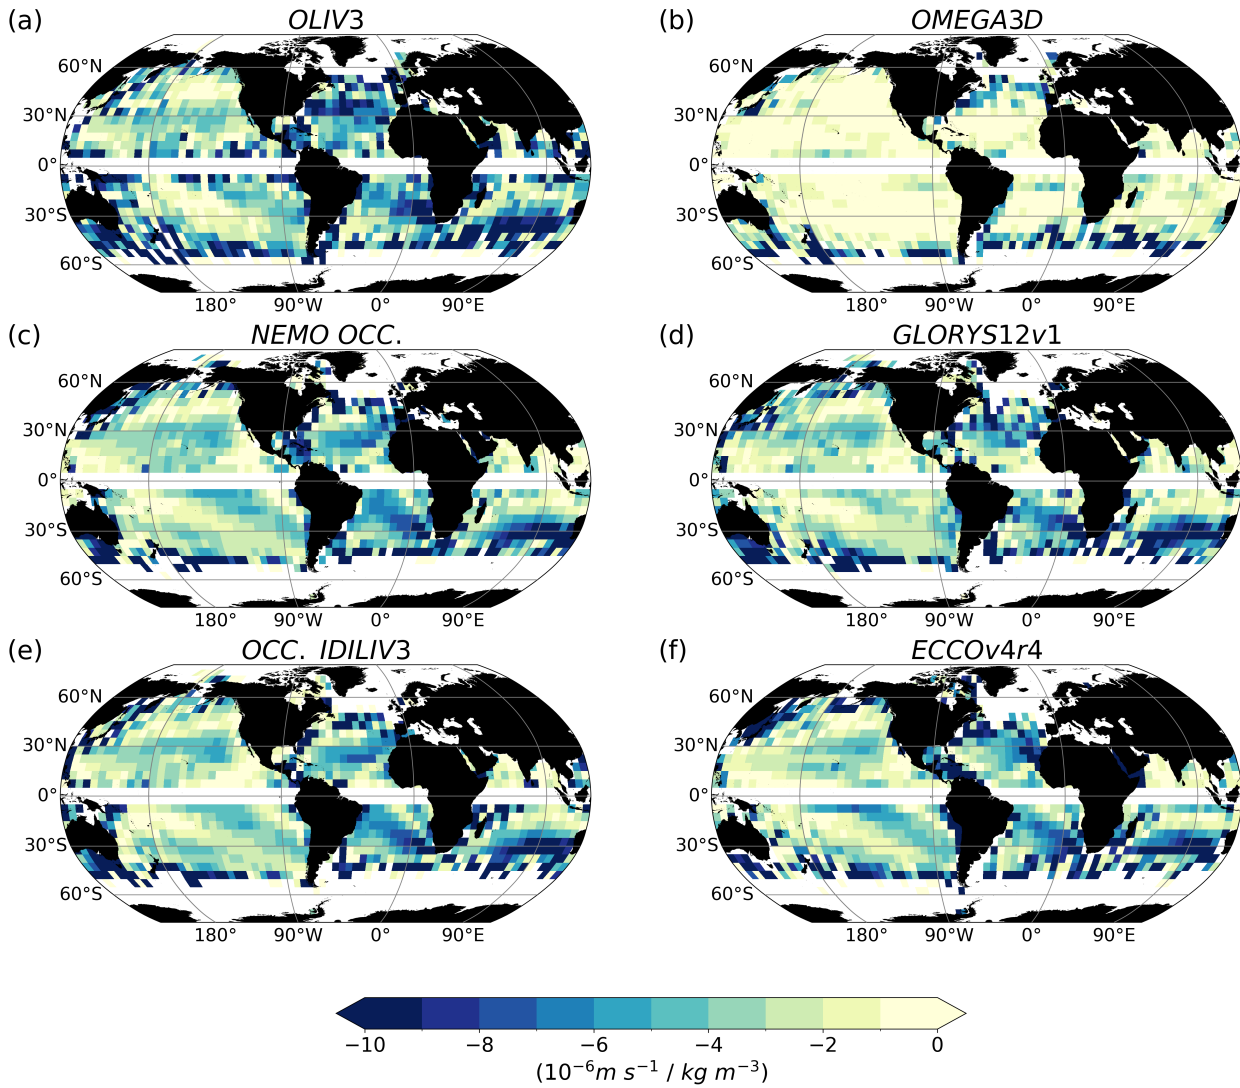 (a) OLIV3 (b) OMEGA3D
60°N 60°N
30°N 30°N
0° 0°
30°S 30°S
60°S 60°S
180° 90°W 0° 90°E 180° 90°W 0° 90°E
(c) NEMO OCC. (d) GLORYS12v1
60°N 60°N
30°N 30°N
0° 0°
30°S 30°S
60°S 60°S
180° 90°W 0° 90°E 180° 90°W 0° 90°E
(e) OCC. IDILIV3 (f) ECCOv4r4
60°N 60°N
30°N 30°N
0° 0°
30°S 30°S
60°S 60°S
180° 90°W 0° 90°E 180° 90°W 0° 90°E
−10 −8 −6 −4 −2 0
(10⁻⁶m s⁻¹ / kg m⁻³)